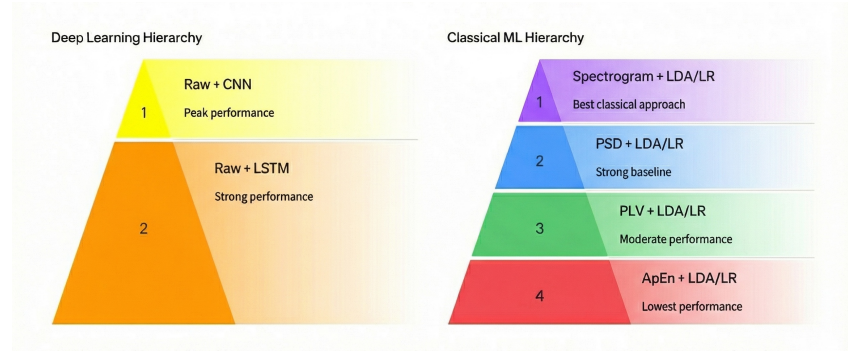 Deep Learning Hierarchy
1
Raw + CNN
Peak performance
2
Raw + LSTM
Strong performance
Classical ML Hierarchy
1
Spectrogram + LDA/LR
Best classical approach
2
PSD + LDA/LR
Strong baseline
3
PLV + LDA/LR
Moderate performance
4
ApEn + LDA/LR
Lowest performance